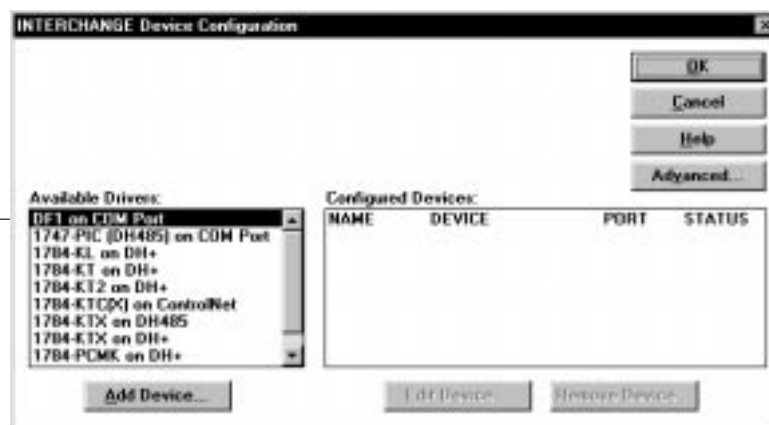 INTERCHANGE Device Configuration
OK
Cancel
Help
Advanced...
Available Drivers:
DF1 on COM Port
1747-PIC (DH485) on COM Port
1784-KL on DH+
1784-KT on DH+
1784-KT2 on DH+
1784-KTC(X) on ControlNet
1784-KTX on DH485
1784-KTX on DH+
1784-PCMK on DH+
Add Device...
Configured Devices:
NAME DEVICE PORT STATUS
Edit Device...
Remove Device...